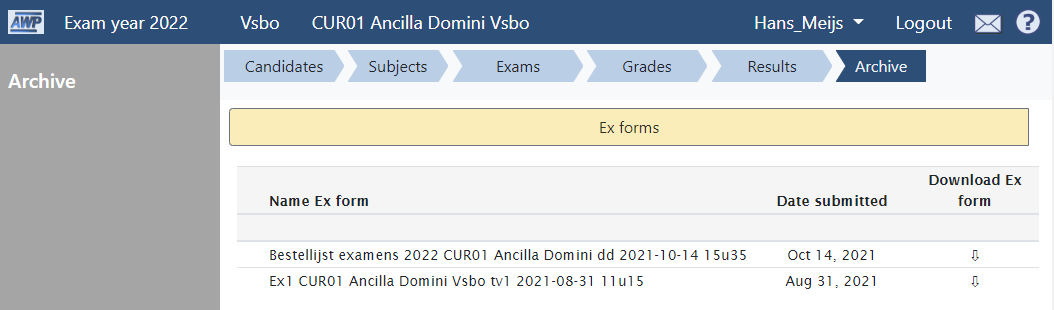 AWP Exam year 2022 Vsbo CUR01 Ancilla Domini Vsbo Hans_Meijs Logout ?
Archive
Candidates Subjects Exams Grades Results Archive
Ex forms
Name Ex form Date submitted Download Ex form
Bestellijst examens 2022 CUR01 Ancilla Domini dd 2021-10-14 15u35 Oct 14, 2021 ⇩
Ex1 CUR01 Ancilla Domini Vsbo tv1 2021-08-31 11u15 Aug 31, 2021 ⇩